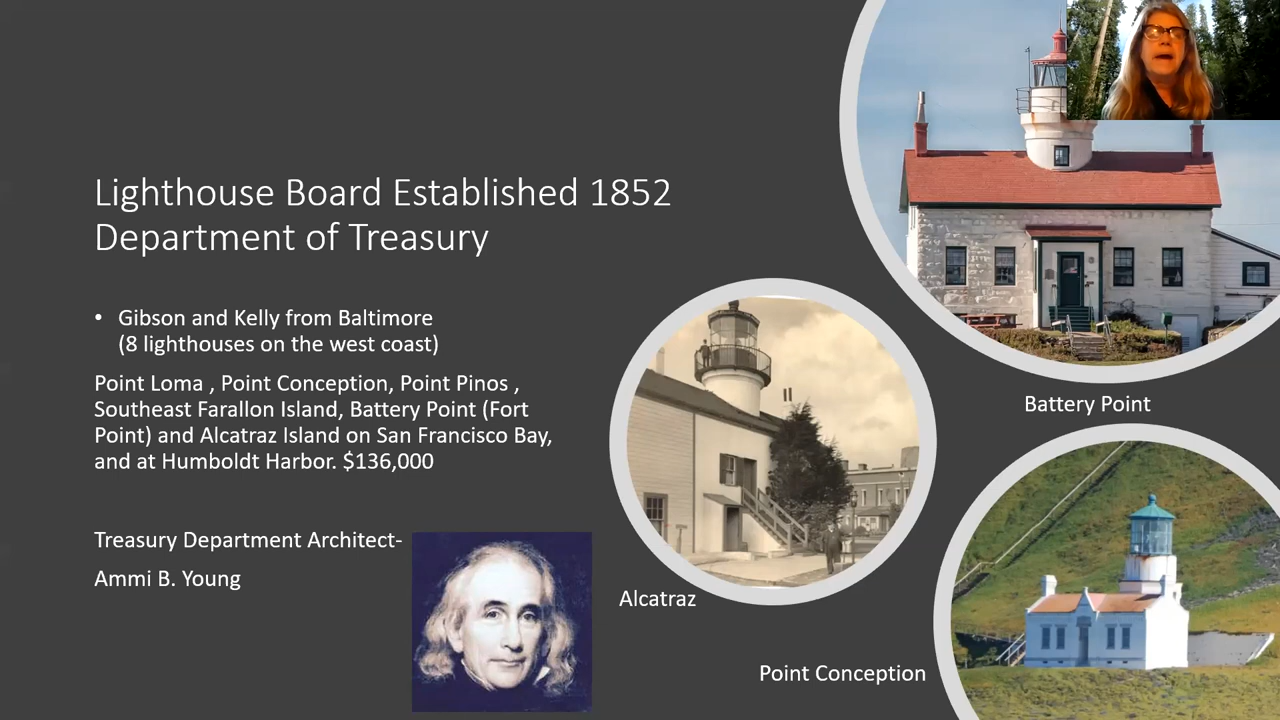 Lighthouse Board Established 1852
Department of Treasury
• Gibson and Kelly from Baltimore
(8 lighthouses on the west coast)
Point Loma , Point Conception, Point Pinos ,
Southeast Farallon Island, Battery Point (Fort
Point) and Alcatraz Island on San Francisco Bay,
and at Humboldt Harbor. $136,000
Treasury Department Architect-
Ammi B. Young
Battery Point
Alcatraz
Point Conception